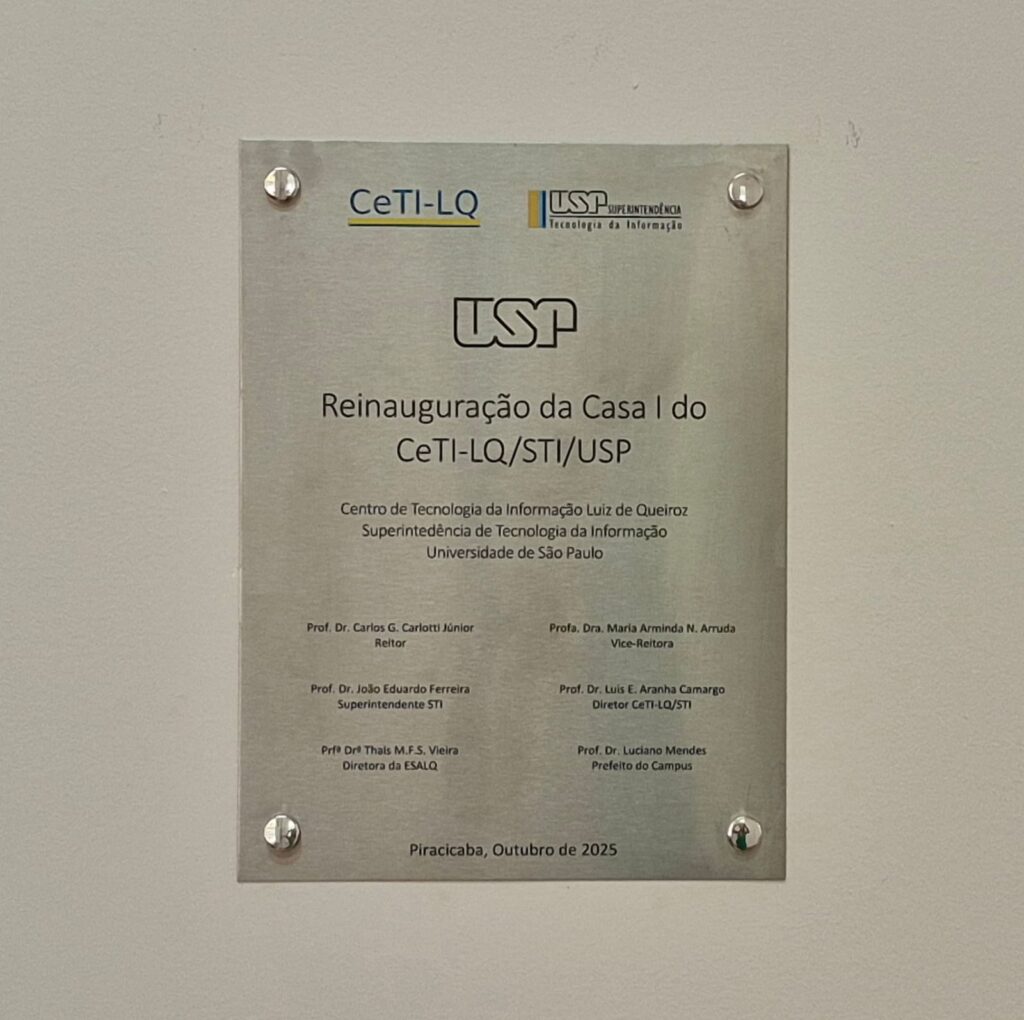 CeTI-LQ
USP SUPERINTENDÊNCIA
Tecnologia da Informação
USP
Reinauguração da Casa I do
CeTI-LQ/STI/USP
Centro de Tecnologia da Informação Luiz de Queiroz
Superintedência de Tecnologia da Informação
Universidade de São Paulo
Prof. Dr. Carlos G. Carlotti Júnior
Reitor
Profa. Dra. Maria Arminda N. Arruda
Vice-Reitora
Prof. Dr. João Eduardo Ferreira
Superintendente STI
Prof. Dr. Luis E. Aranha Camargo
Diretor CeTI-LQ/STI
Prfª Drª Thais M.F.S. Vieira
Diretora da ESALQ
Prof. Dr. Luciano Mendes
Prefeito do Campus
Piracicaba, Outubro de 2025